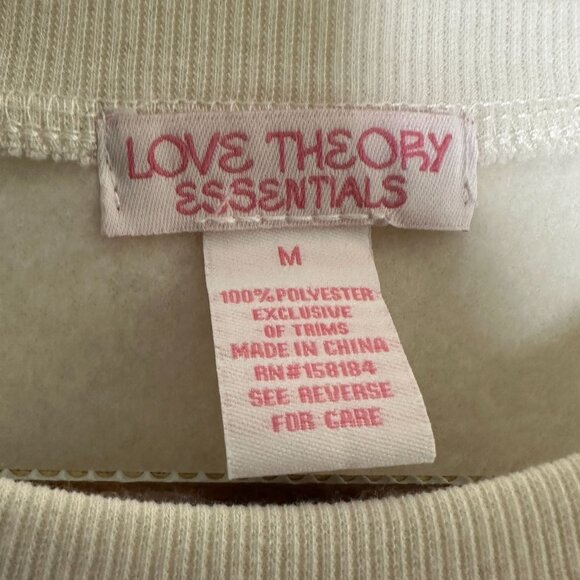 LOVE THEORY
ESSENTIALS
M
100% POLYESTER
EXCLUSIVE
OF TRIMS
MADE IN CHINA
RN#158184
SEE REVERSE
FOR CARE